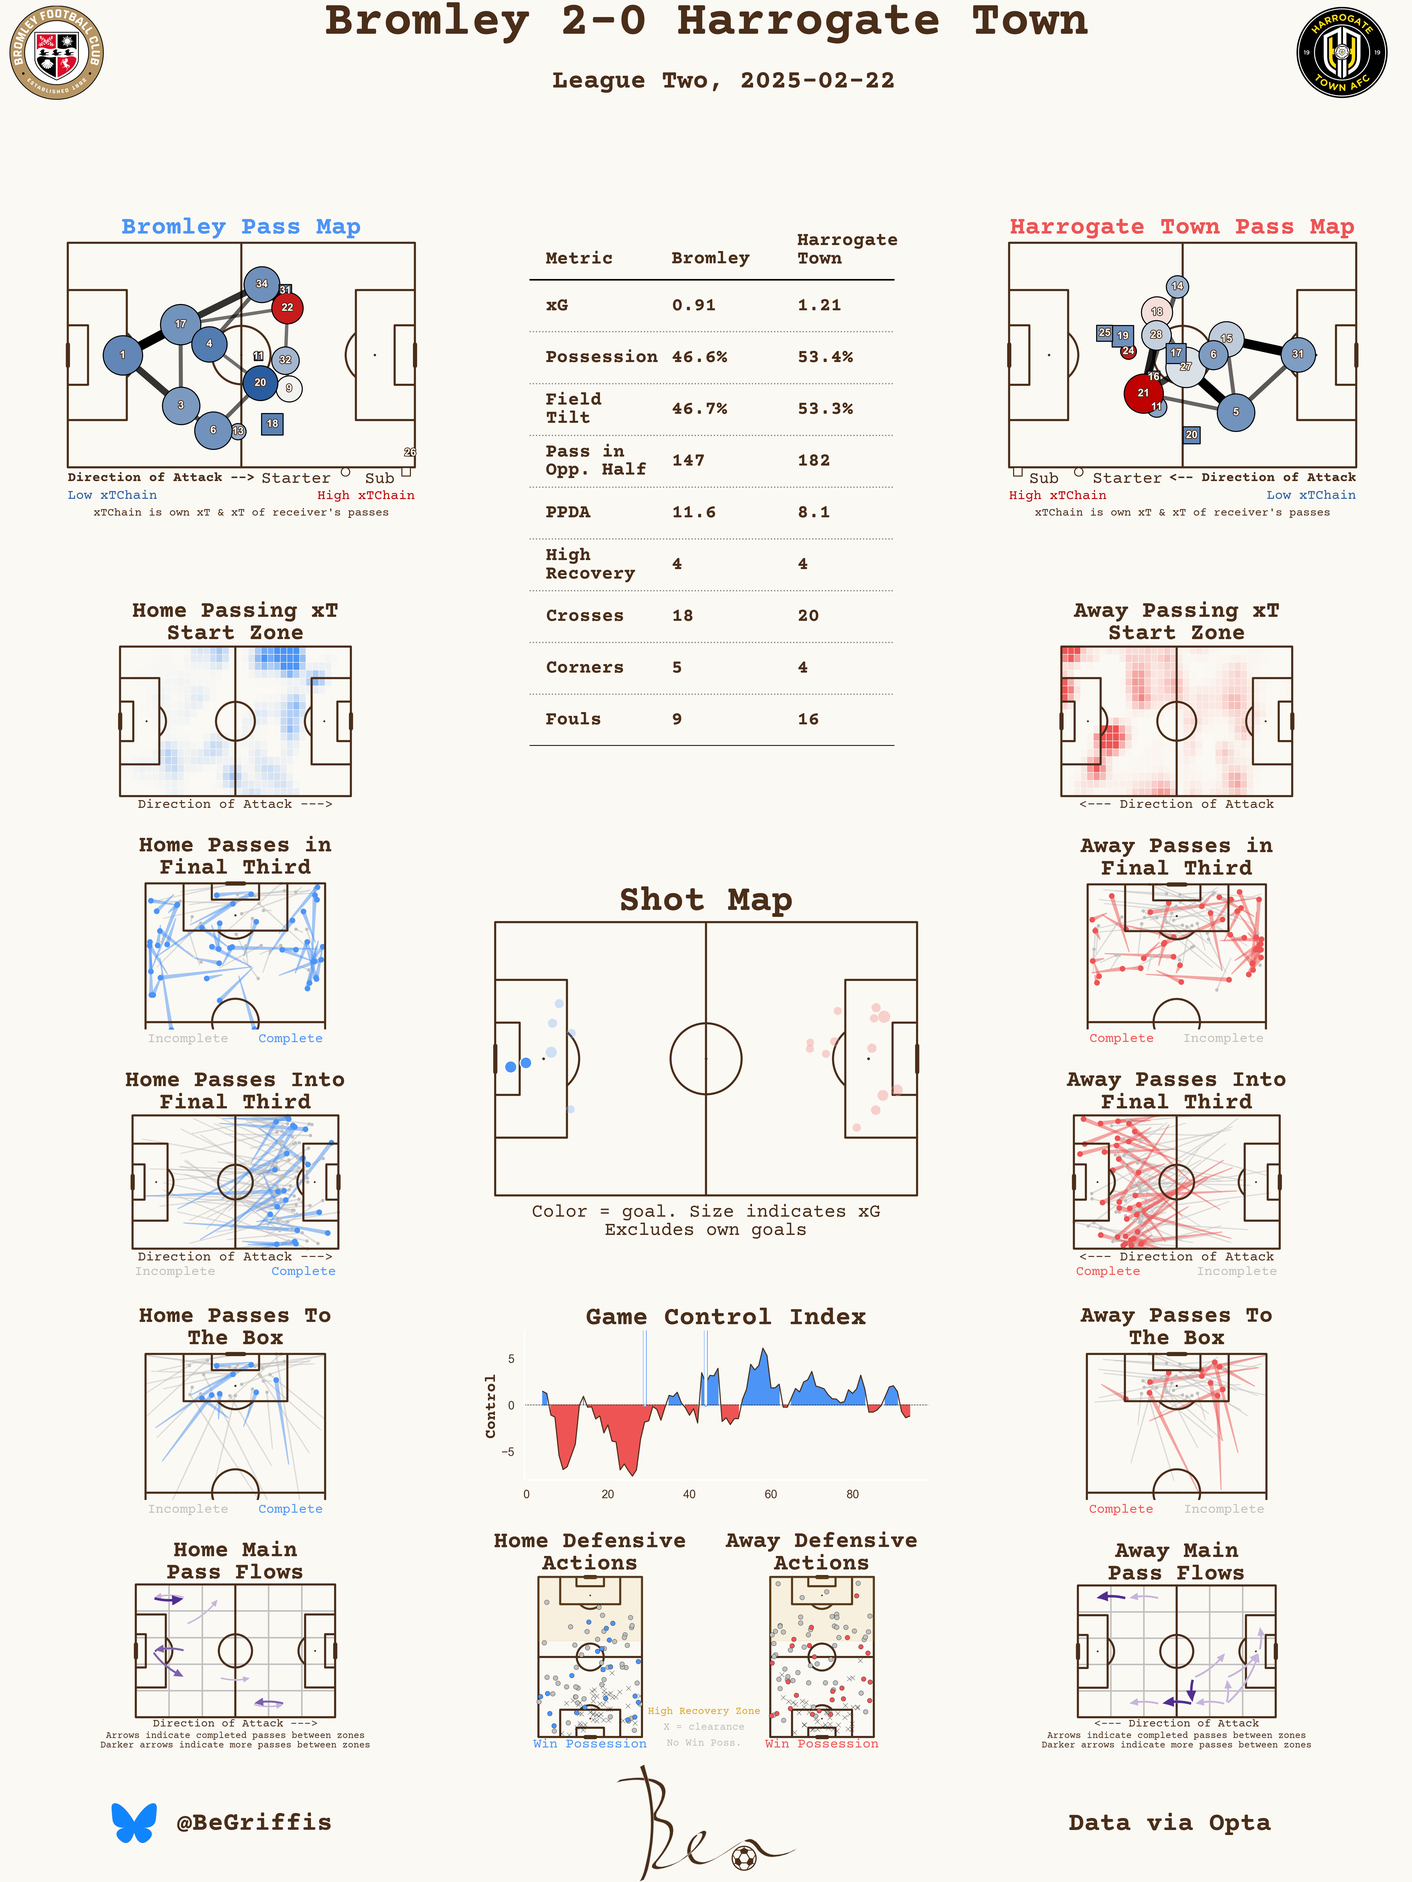 Bromley 2-0 Harrogate Town
League Two, 2025-02-22
BROMLEY FOOTBALL CLUB
ESTABLISHED 1892
HARROGATE
19 19
TOWN AFC
Bromley Pass Map
34
31
22
17
4
1
11
32
20
9
3
6
13
18
26
Direction of Attack --> Starter Sub
Low xTChain High xTChain
xTChain is own xT & xT of receiver's passes
Metric Bromley Harrogate Town
xG 0.91 1.21
Possession 46.6% 53.4%
Field Tilt 46.7% 53.3%
Pass in Opp. Half 147 182
PPDA 11.6 8.1
High Recovery 4 4
Crosses 18 20
Corners 5 4
Fouls 9 16
Harrogate Town Pass Map
14
18
25
19
28
15
24
17
6
31
27
16
21
11
5
20
Sub Starter <-- Direction of Attack
High xTChain Low xTChain
xTChain is own xT & xT of receiver's passes
Home Passing xT
Start Zone
Direction of Attack --->
Away Passing xT
Start Zone
<--- Direction of Attack
Home Passes in
Final Third
Incomplete Complete
Away Passes in
Final Third
Complete Incomplete
Shot Map
Color = goal. Size indicates xG
Excludes own goals
Home Passes Into
Final Third
Direction of Attack --->
Incomplete Complete
Away Passes Into
Final Third
<--- Direction of Attack
Complete Incomplete
Home Passes To
The Box
Incomplete Complete
Game Control Index
Control
5
0
−5
0 20 40 60 80
Away Passes To
The Box
Complete Incomplete
Home Main
Pass Flows
Direction of Attack --->
Arrows indicate completed passes between zones
Darker arrows indicate more passes between zones
Home Defensive
Actions
Win Possession
Away Defensive
Actions
Win Possession
High Recovery Zone
X = clearance
No Win Poss.
Away Main
Pass Flows
<--- Direction of Attack
Arrows indicate completed passes between zones
Darker arrows indicate more passes between zones
@BeGriffis
Ben
Data via Opta